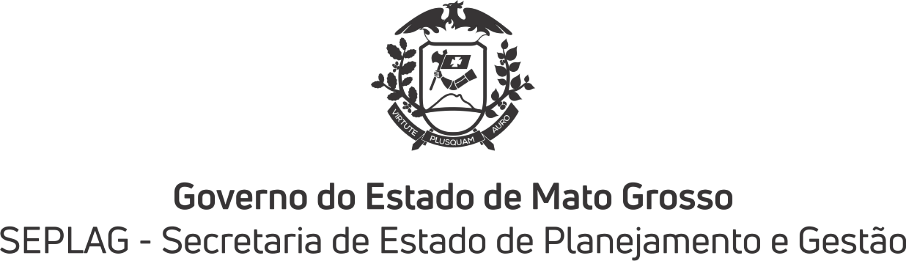 VIRTUTE PLUSQUAM AURO
Governo do Estado de Mato Grosso
SEPLAG - Secretaria de Estado de Planejamento e Gestão